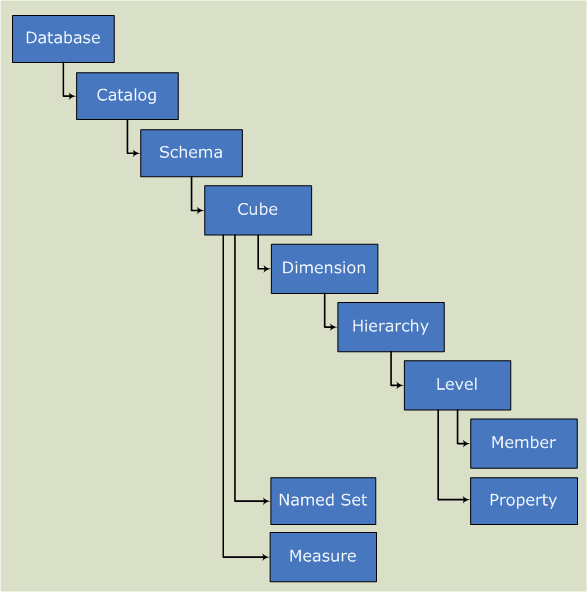 Database
Catalog
Schema
Cube
Dimension
Hierarchy
Level
Member
Property
Named Set
Measure